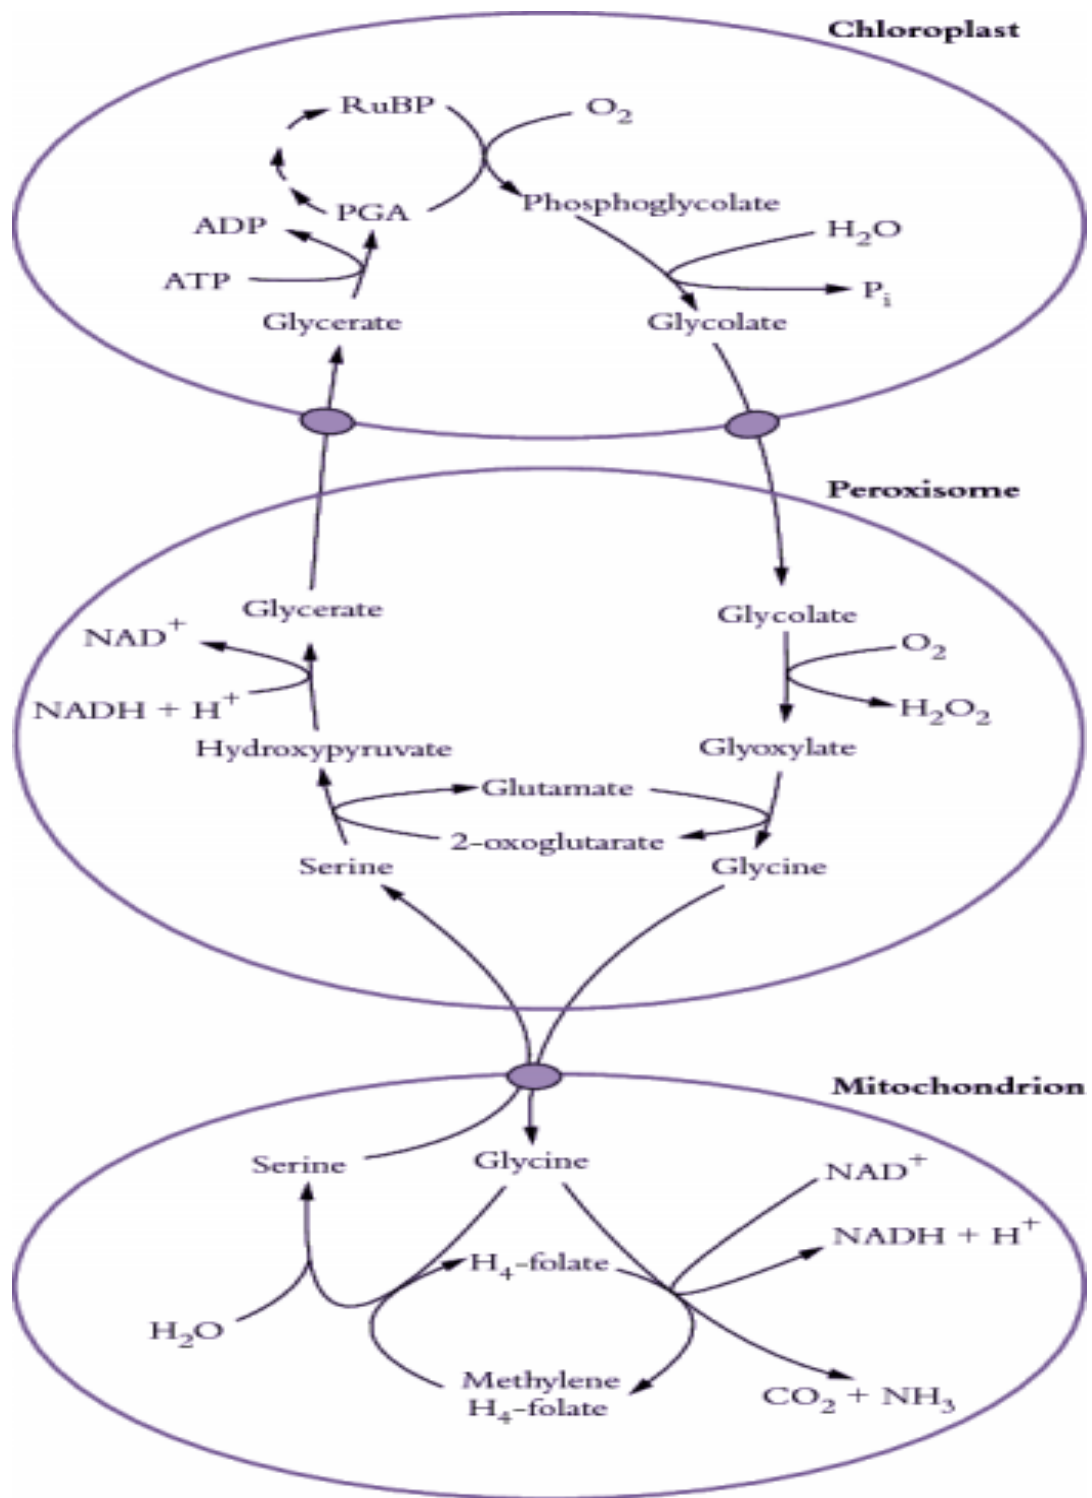 Chloroplast
RuBP
O₂
Phosphoglycolate
PGA
ADP
H₂O
ATP
Pᵢ
Glycerate
Glycolate
Peroxisome
Glycerate
Glycolate
NAD⁺
O₂
NADH + H⁺
H₂O₂
Hydroxypyruvate
Glyoxylate
Glutamate
2-oxoglutarate
Serine
Glycine
Mitochondrion
Serine
Glycine
NAD⁺
NADH + H⁺
H₄-folate
H₂O
Methylene
H₄-folate
CO₂ + NH₃